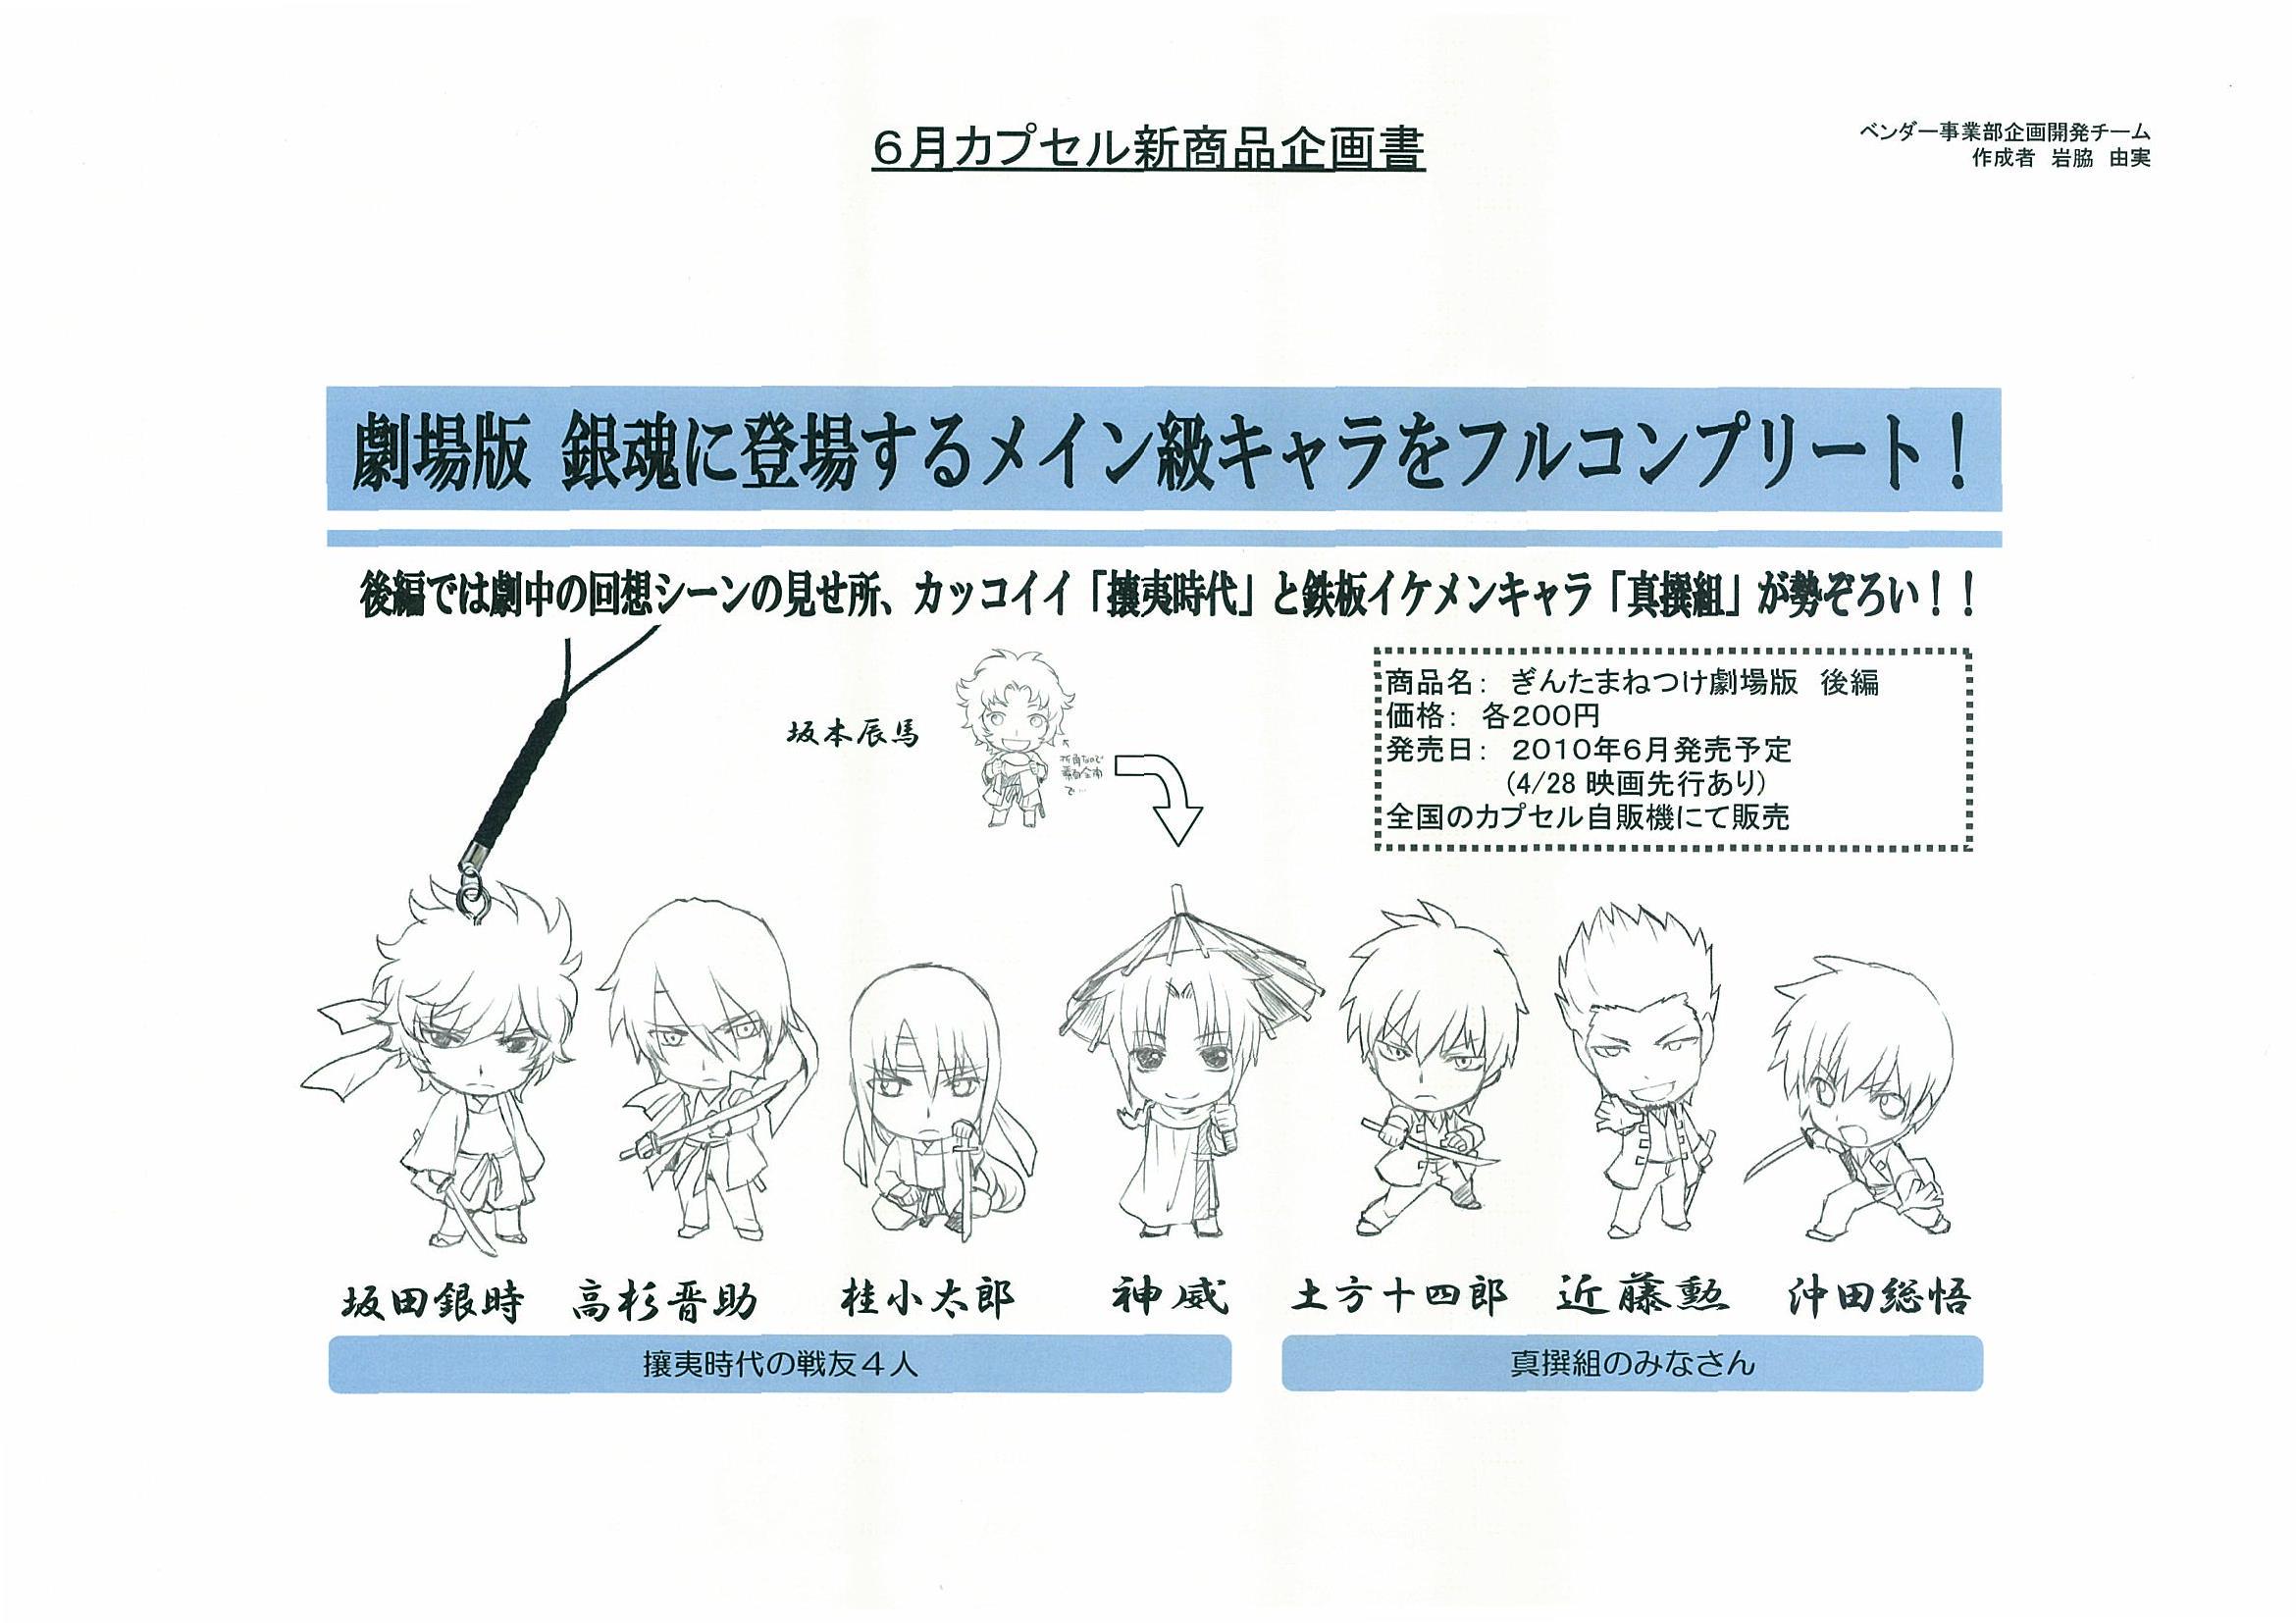 6月カプセル新商品企画書
ベンダー事業部企画開発チーム
作成者 岩脇 由実
劇場版 銀魂に登場するメイン級キャラをフルコンプリート!
後編では劇中の回想シーンの見せ所、カッコイイ「攘夷時代」と鉄板イケメンキャラ「真撰組」が勢ぞろい!!
坂本辰馬
商品名: ぎんたまねつけ劇場版 後編
価格: 各200円
発売日: 2010年6月発売予定
(4/28 映画先行あり)
全国のカプセル自販機にて販売
坂田銀時 高杉晋助 桂小太郎 神威 土方十四郎 近藤勲 沖田総悟
攘夷時代の戦友4人
真撰組のみなさん